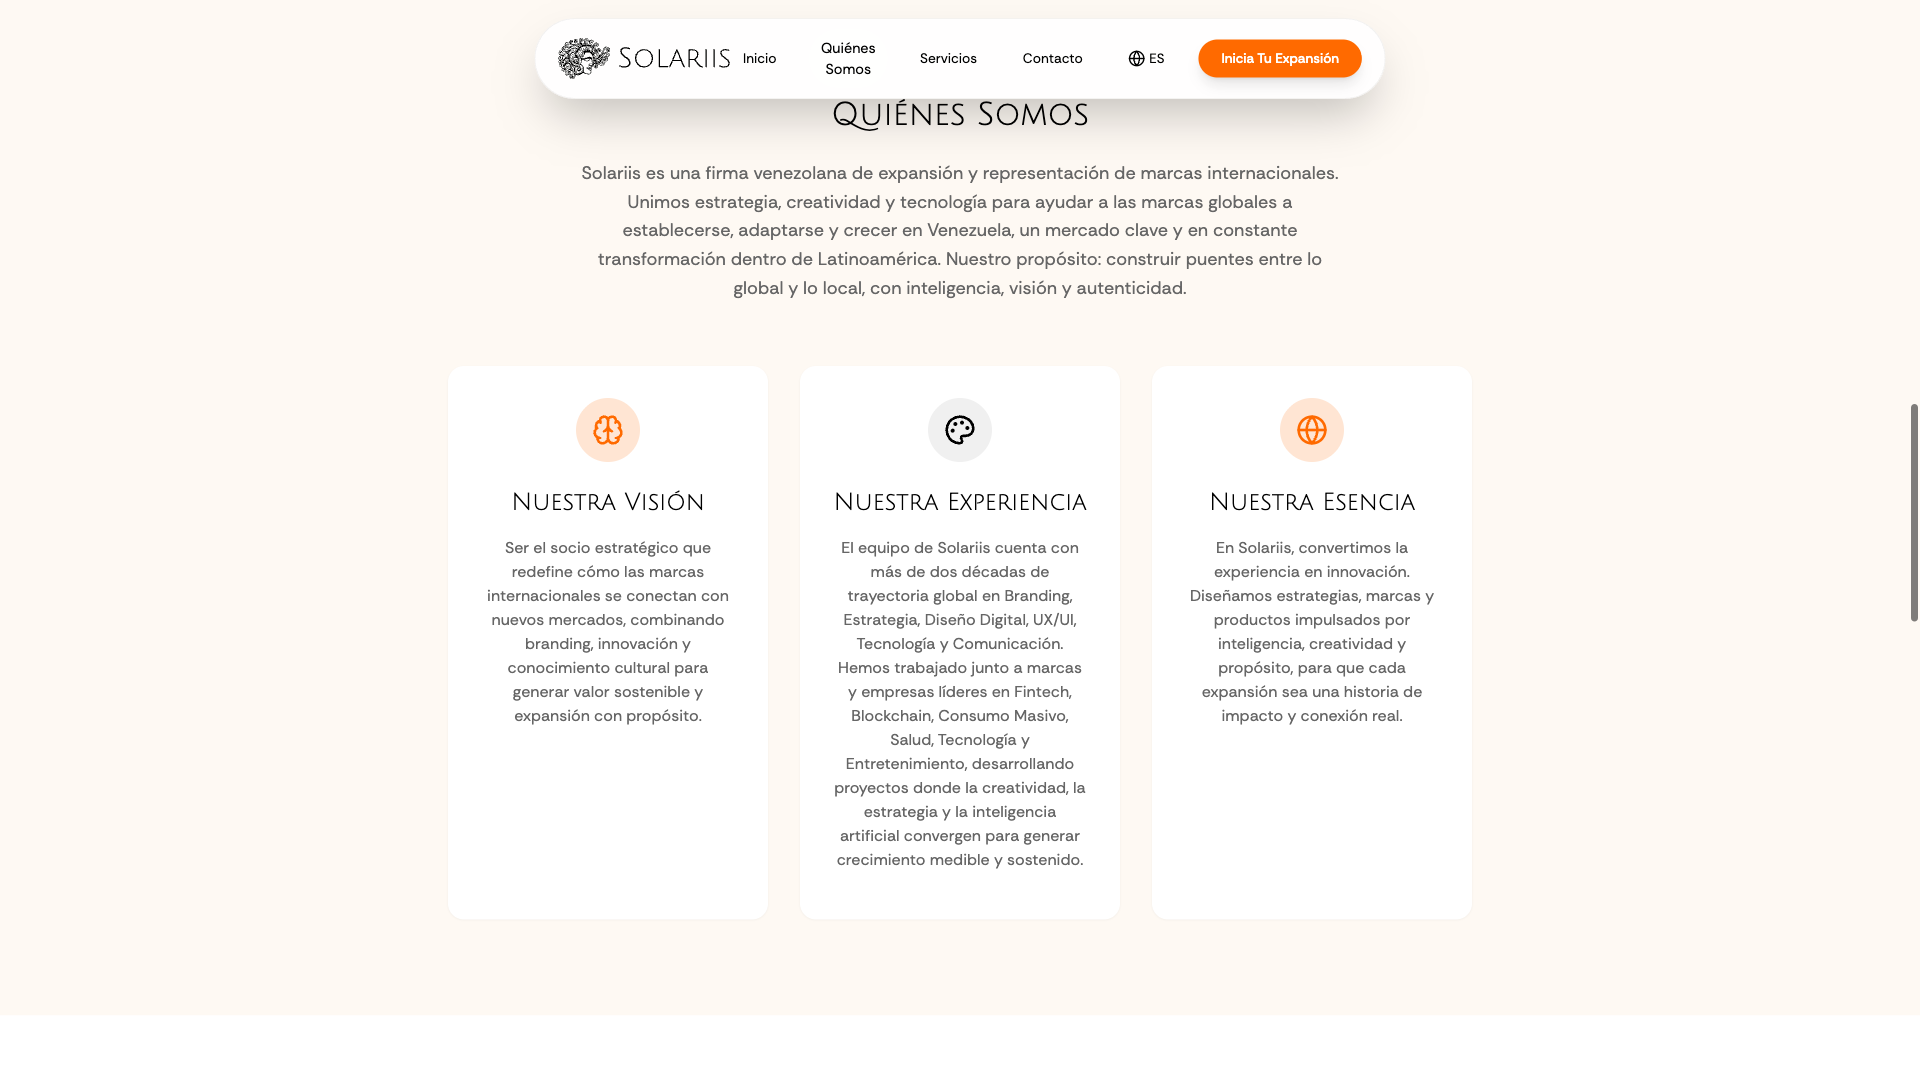 SOLARIIS
Inicio
Quiénes
Somos
Servicios
Contacto
ES
Inicia Tu Expansión
Quiénes Somos
Solariis es una firma venezolana de expansión y representación de marcas internacionales.
Unimos estrategia, creatividad y tecnología para ayudar a las marcas globales a
establecerse, adaptarse y crecer en Venezuela, un mercado clave y en constante
transformación dentro de Latinoamérica. Nuestro propósito: construir puentes entre lo
global y lo local, con inteligencia, visión y autenticidad.
Nuestra Visión
Ser el socio estratégico que
redefine cómo las marcas
internacionales se conectan con
nuevos mercados, combinando
branding, innovación y
conocimiento cultural para
generar valor sostenible y
expansión con propósito.
Nuestra Experiencia
El equipo de Solariis cuenta con
más de dos décadas de
trayectoria global en Branding,
Estrategia, Diseño Digital, UX/UI,
Tecnología y Comunicación.
Hemos trabajado junto a marcas
y empresas líderes en Fintech,
Blockchain, Consumo Masivo,
Salud, Tecnología y
Entretenimiento, desarrollando
proyectos donde la creatividad, la
estrategia y la inteligencia
artificial convergen para generar
crecimiento medible y sostenido.
Nuestra Esencia
En Solariis, convertimos la
experiencia en innovación.
Diseñamos estrategias, marcas y
productos impulsados por
inteligencia, creatividad y
propósito, para que cada
expansión sea una historia de
impacto y conexión real.